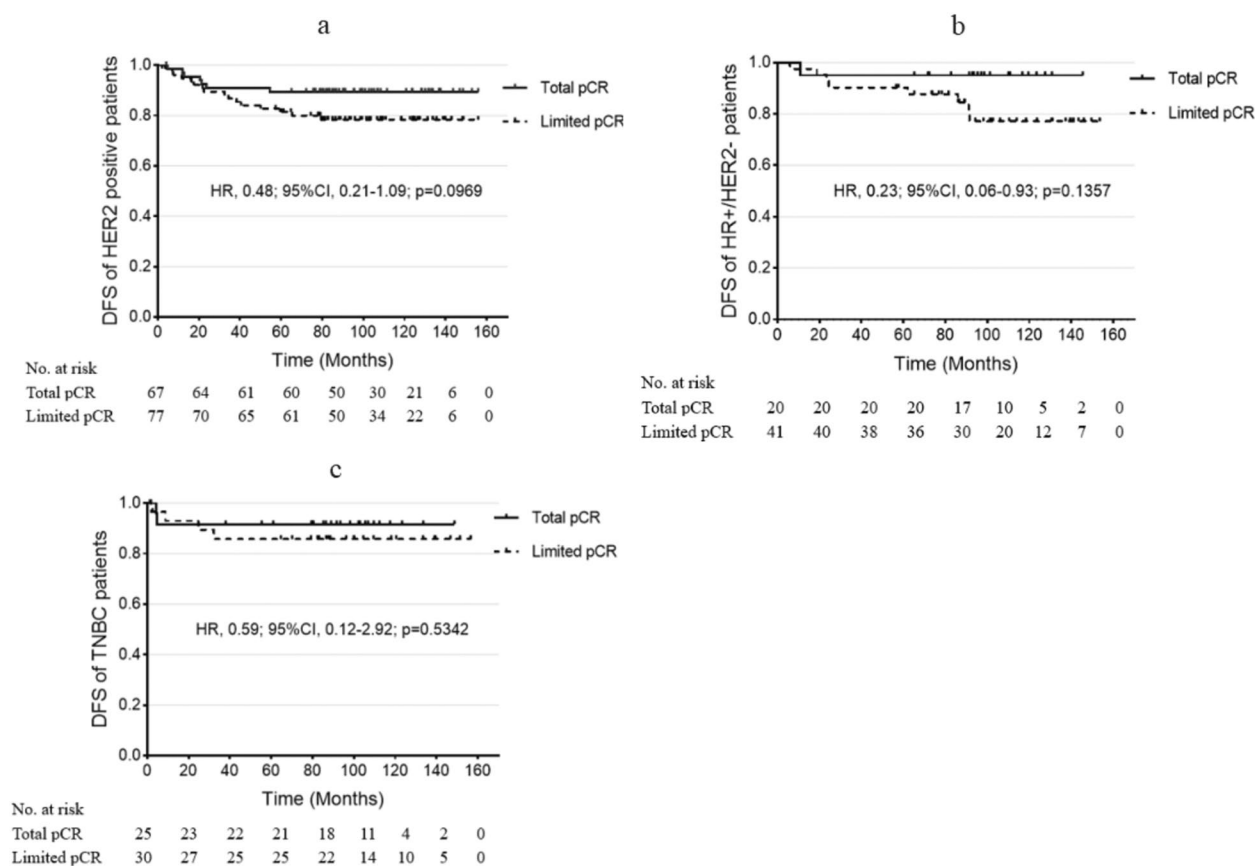 a
DFS of HER2 positive patients
1.0
0.8
0.6
0.4
0.2
0.0
Total pCR
Limited pCR
HR, 0.48; 95%CI, 0.21-1.09; p=0.0969
0 20 40 60 80 100 120 140 160
Time (Months)
No. at risk
Total pCR 67 64 61 60 50 30 21 6 0
Limited pCR 77 70 65 61 50 34 22 6 0
b
DFS of HR+/HER2- patients
1.0
0.8
0.6
0.4
0.2
0.0
Total pCR
Limited pCR
HR, 0.23; 95%CI, 0.06-0.93; p=0.1357
0 20 40 60 80 100 120 140 160
Time (Months)
No. at risk
Total pCR 20 20 20 20 17 10 5 2 0
Limited pCR 41 40 38 36 30 20 12 7 0
c
DFS of TNBC patients
1.0
0.8
0.6
0.4
0.2
0.0
Total pCR
Limited pCR
HR, 0.59; 95%CI, 0.12-2.92; p=0.5342
0 20 40 60 80 100 120 140 160
Time (Months)
No. at risk
Total pCR 25 23 22 21 18 11 4 2 0
Limited pCR 30 27 25 25 22 14 10 5 0